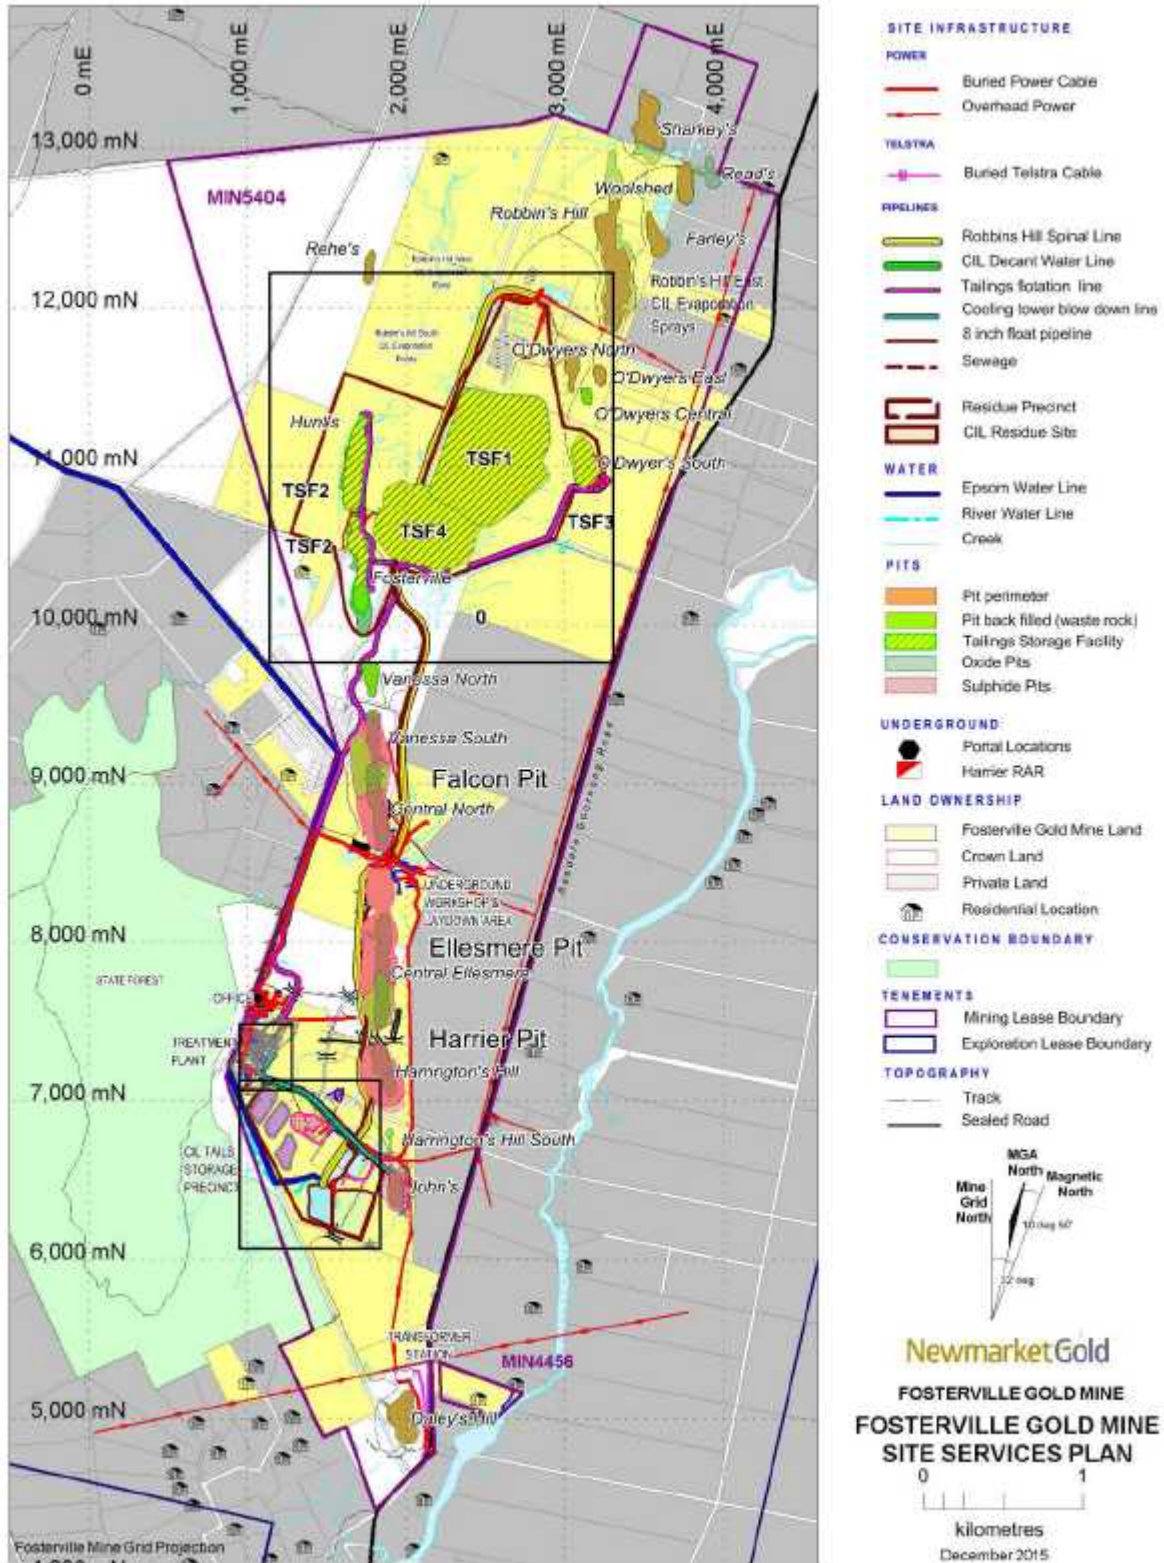 0 mE
1,000 mE
2,000 mE
3,000 mE
4,000 mE
13,000 mN
12,000 mN
11,000 mN
10,000 mN
9,000 mN
8,000 mN
7,000 mN
6,000 mN
5,000 mN
MIN5404
Sharkey's
Read's
Woolshed
Robbin's Hill
Farley's
Rehe's
Robbin's Hill East
CIL Evaporation
Sprays
Robbin's Hill South
CIL Evaporation
O'Dwyers North
O'Dwyers East
O'Dwyers Central
Hunts
TSF1
O'Dwyer's South
TSF2
TSF4
TSF3
TSF2
Fosterville
0
Vanessa North
Vanessa South
Falcon Pit
Central North
UNDERGROUND
WORKSHOP &
LAYDOWN AREA
Ellesmere Pit
Central Ellesmere
STATE FOREST
OFFICE
Harrier Pit
TREATMENT
PLANT
Harrington's Hill
Harrington's Hill South
CIL TAILS
STORAGE
PRECINCT
John's
TRANSFORMER
STATION
MIN4456
Daley's Hill
Fosterville Mine Grid Projection
SITE INFRASTRUCTURE
POWER
Buried Power Cable
Overhead Power
TELSTRA
Buried Telstra Cable
PIPELINES
Robbins Hill Spinal Line
CIL Decant Water Line
Tailings flotation line
Cooling tower blow down line
8 inch float pipeline
Sewage
Residue Precinct
CIL Residue Site
WATER
Epsom Water Line
River Water Line
Creek
PITS
Pit perimeter
Pit back filled (waste rock)
Tailings Storage Facility
Oxide Pits
Sulphide Pits
UNDERGROUND
Portal Locations
Harrier RAR
LAND OWNERSHIP
Fosterville Gold Mine Land
Crown Land
Private Land
Residential Location
CONSERVATION BOUNDARY
TENEMENTS
Mining Lease Boundary
Exploration Lease Boundary
TOPOGRAPHY
Track
Sealed Road
MGA
North
Magnetic
North
Mine
Grid
North
NewmarketGold
FOSTERVILLE GOLD MINE
FOSTERVILLE GOLD MINE
SITE SERVICES PLAN
0 1
kilometres
December 2015